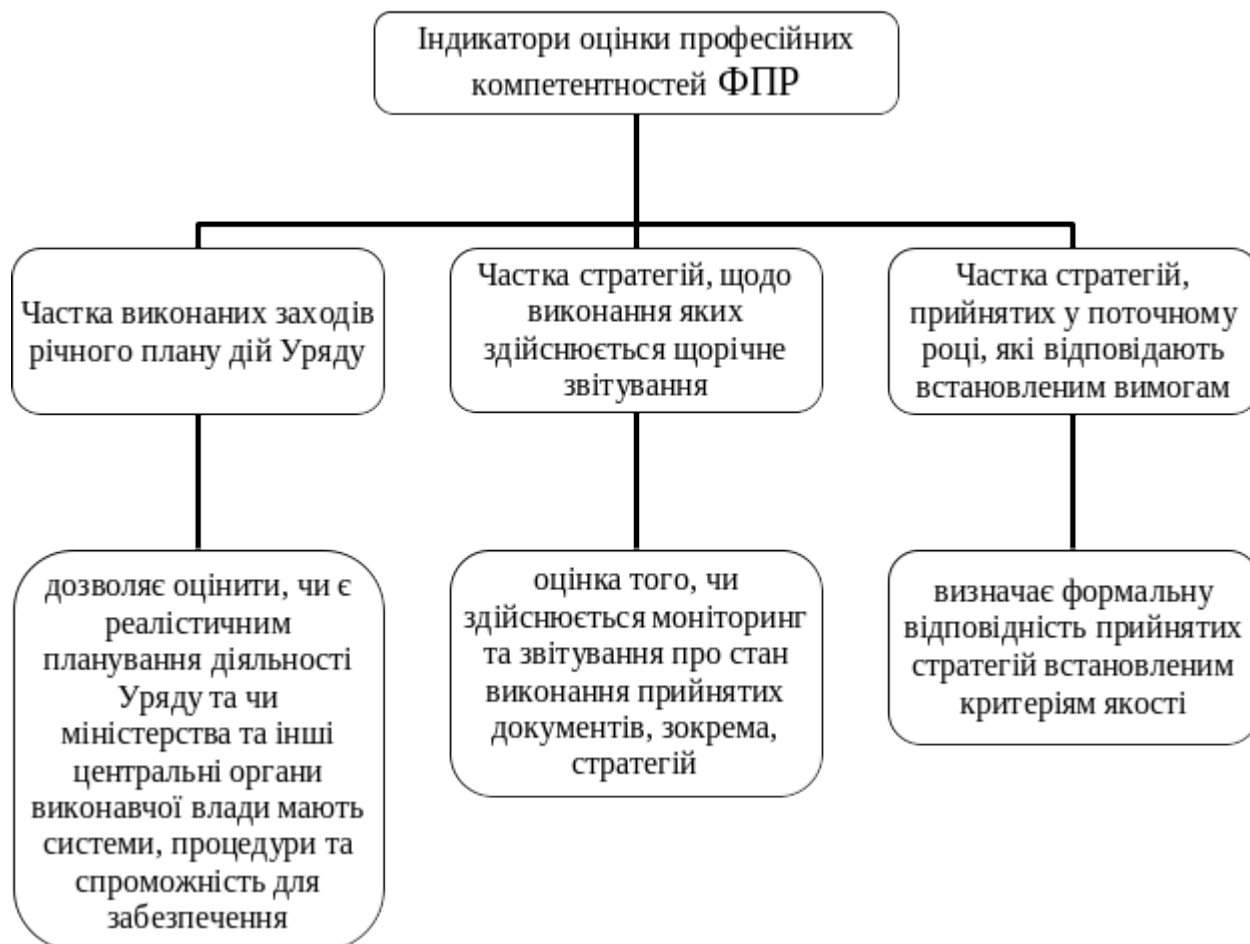 Індикатори оцінки професійних
компетентностей ФПР
Частка виконаних заходів
річного плану дій Уряду
Частка стратегій, щодо
виконання яких
здійснюється щорічне
звітування
Частка стратегій,
прийнятих у поточному
році, які відповідають
встановленим вимогам
дозволяє оцінити, чи є
реалістичним
планування діяльності
Уряду та чи
міністерства та інші
центральні органи
виконавчої влади мають
системи, процедури та
спроможність для
забезпечення
оцінка того, чи
здійснюється моніторинг
та звітування про стан
виконання прийнятих
документів, зокрема,
стратегій
визначає формальну
відповідність прийнятих
стратегій встановленим
критеріям якості